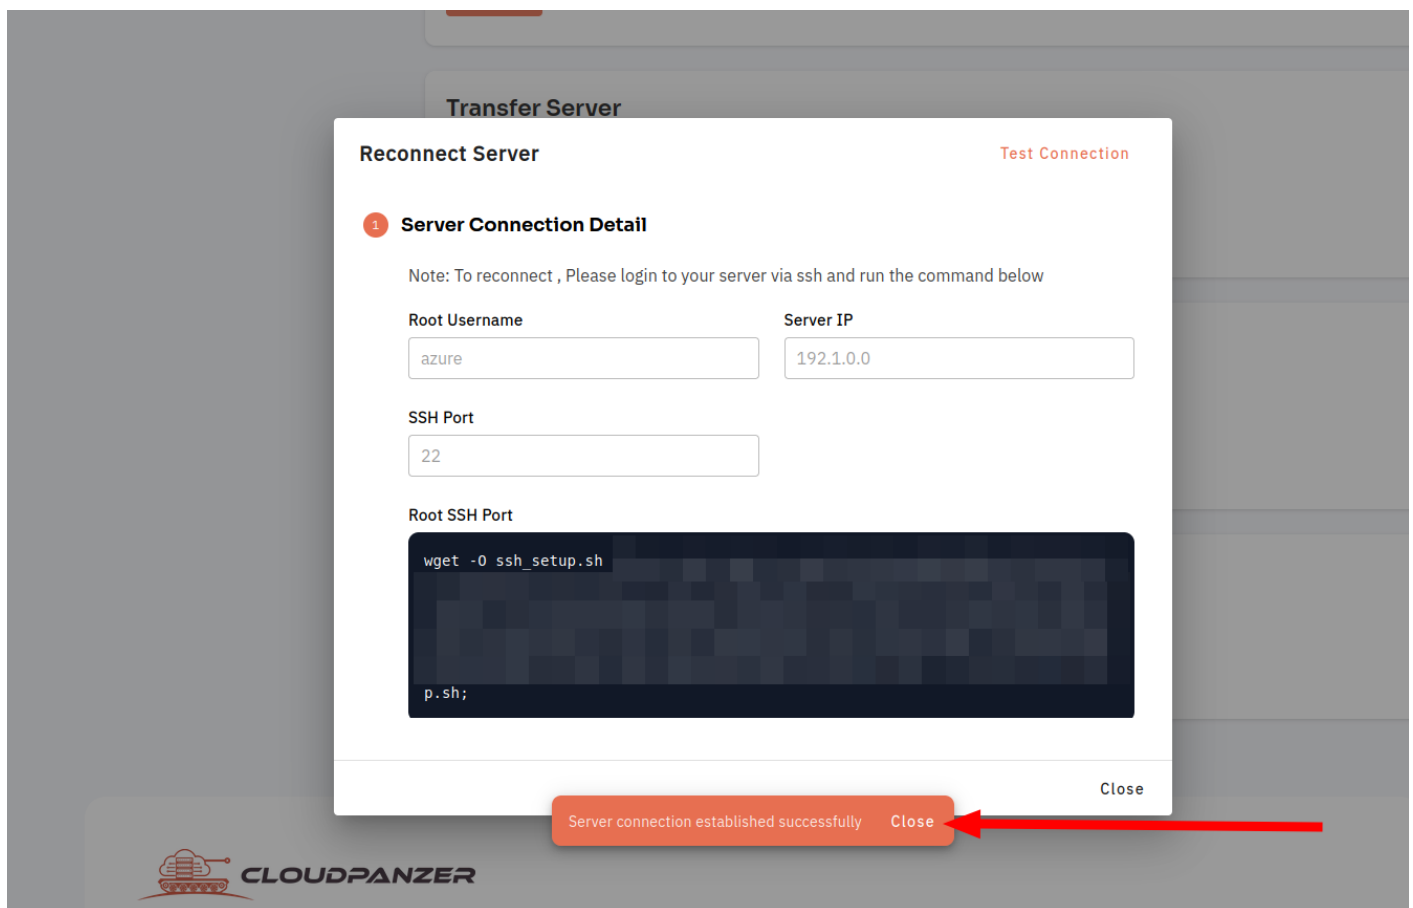 Transfer Server
Reconnect Server
Test Connection
1
Server Connection Detail
Note: To reconnect , Please login to your server via ssh and run the command below
Root Username
Server IP
azure
192.1.0.0
SSH Port
22
Root SSH Port
wget -O ssh_setup.sh
p.sh;
Close
Server connection established successfully Close
CLOUDPANZER